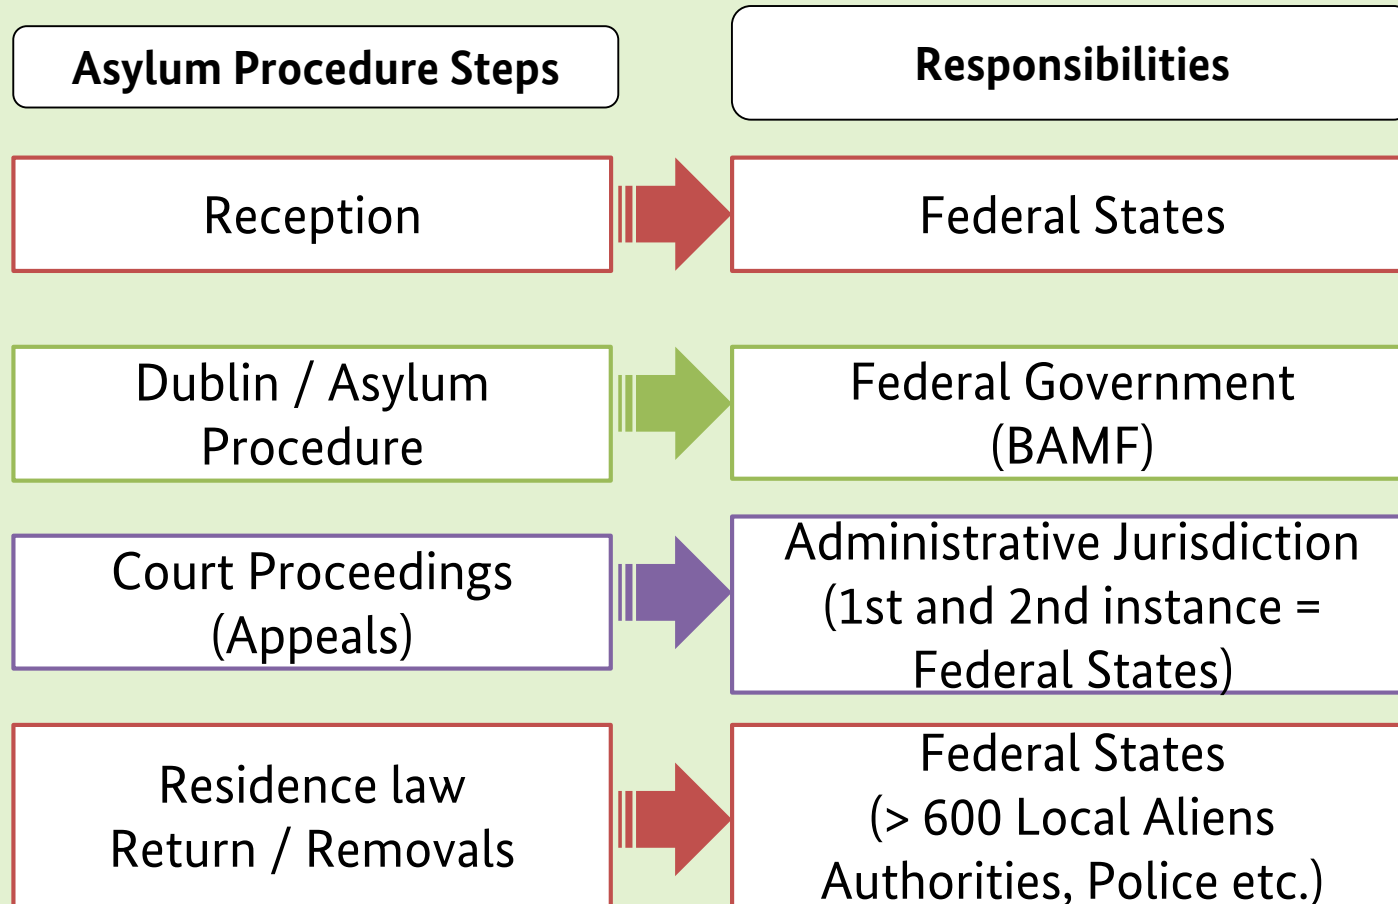 Asylum Procedure Steps
Responsibilities
Reception
Federal States
Dublin / Asylum
Procedure
Federal Government
(BAMF)
Court Proceedings
(Appeals)
Administrative Jurisdiction
(1st and 2nd instance =
Federal States)
Residence law
Return / Removals
Federal States
(> 600 Local Aliens
Authorities, Police etc.)